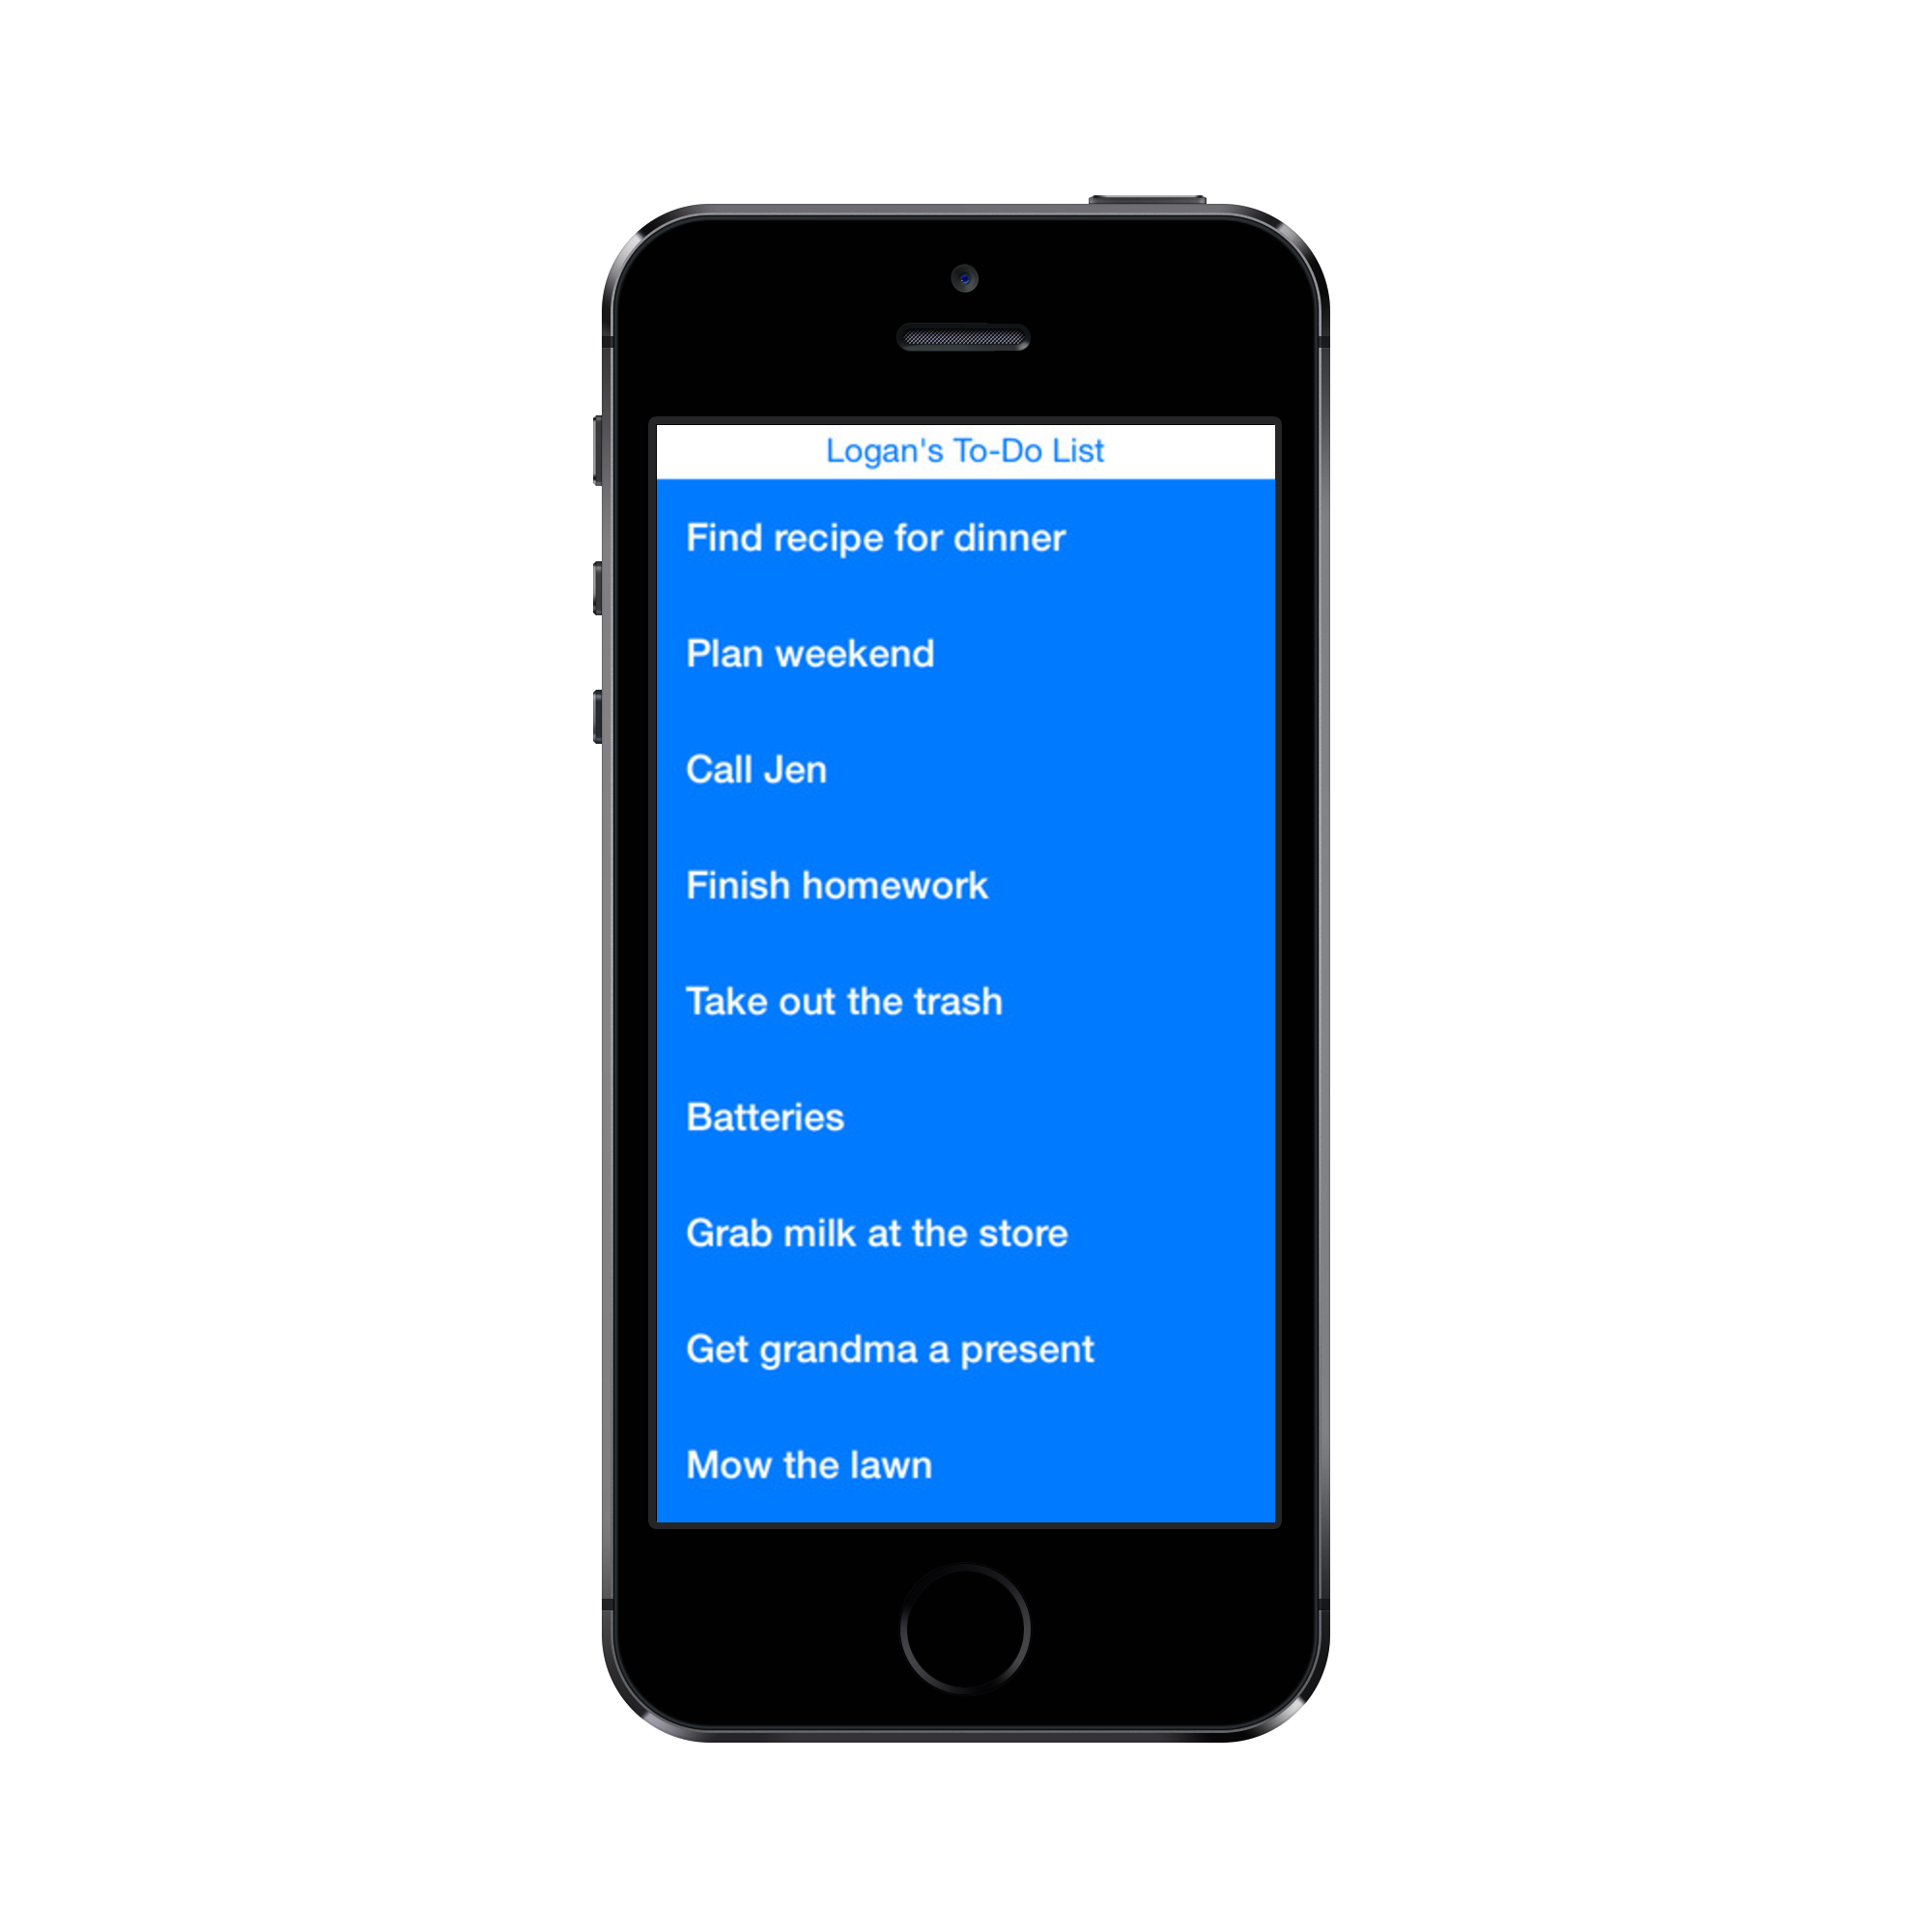 Logan's To-Do List
Find recipe for dinner
Plan weekend
Call Jen
Finish homework
Take out the trash
Batteries
Grab milk at the store
Get grandma a present
Mow the lawn